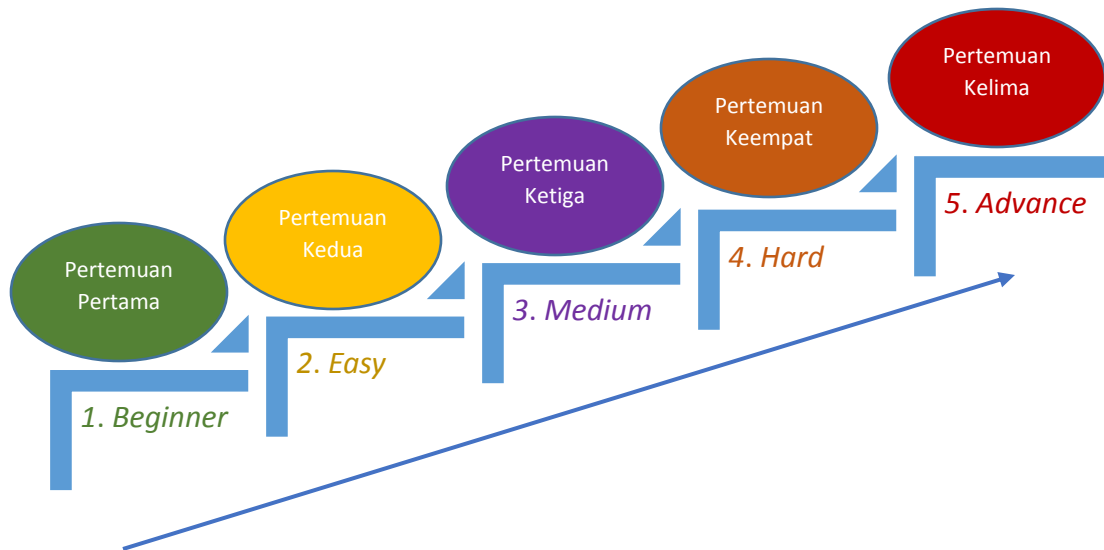 Pertemuan
Pertama
1. Beginner
Pertemuan
Kedua
2. Easy
Pertemuan
Ketiga
3. Medium
Pertemuan
Keempat
4. Hard
Pertemuan
Kelima
5. Advance